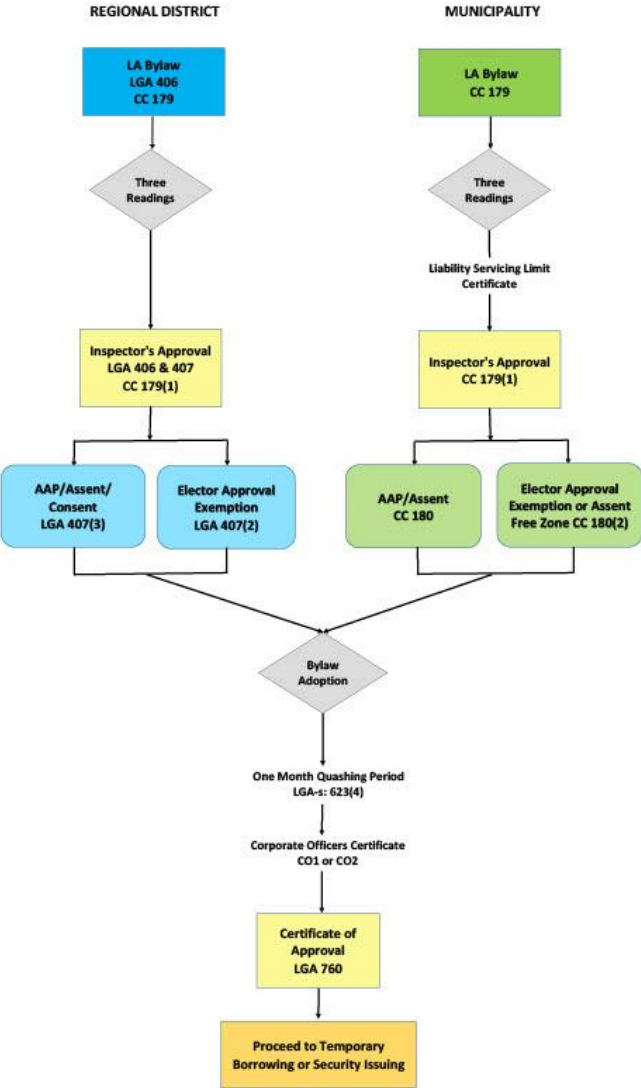 REGIONAL DISTRICT
MUNICIPALITY
LA Bylaw
LGA 406
CC 179
LA Bylaw
CC 179
Three
Readings
Three
Readings
Liability Servicing Limit
Certificate
Inspector's Approval
LGA 406 & 407
CC 179(1)
Inspector's Approval
CC 179(1)
AAP/Assent/
Consent
LGA 407(3)
Elector Approval
Exemption
LGA 407(2)
AAP/Assent
CC 180
Elector Approval
Exemption or Assent
Free Zone CC 180(2)
Bylaw
Adoption
One Month Quashing Period
LGA-s: 623(4)
Corporate Officers Certificate
CO1 or CO2
Certificate of
Approval
LGA 760
Proceed to Temporary
Borrowing or Security Issuing